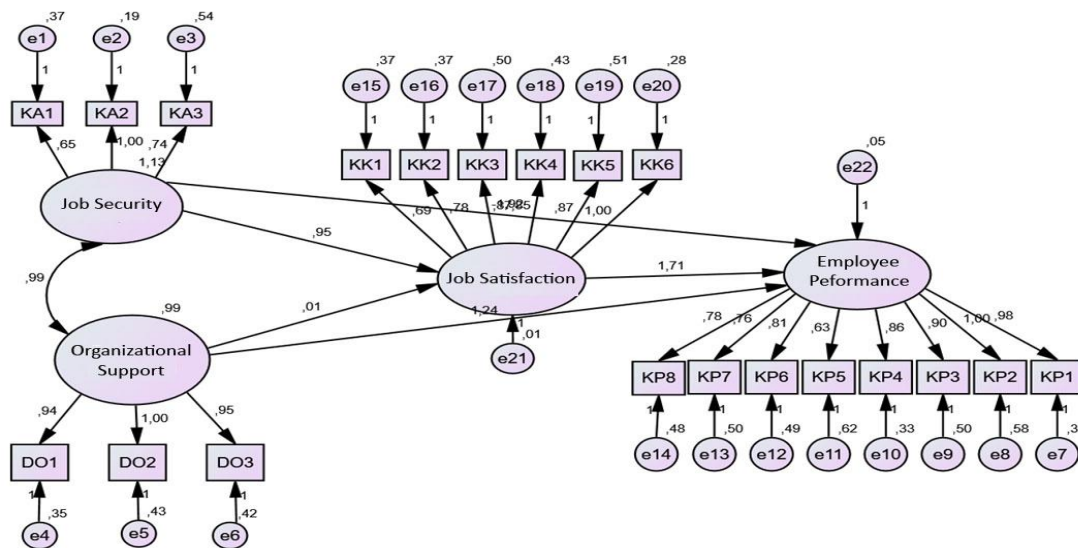 ,37 ,19 ,54
e1 e2 e3
1 1 1
KA1 KA2 KA3
,65 1,00 ,74
1,13
Job Security
,37 ,37 ,50 ,43 ,51 ,28
e15 e16 e17 e18 e19 e20
1 1 1 1 1 1
KK1 KK2 KK3 KK4 KK5 KK6
,69 ,78 ,87 ,85 ,87 1,00
,05
e22
1
,95
,99
Job Satisfaction
1,71
Employee
Peformance
,01
,99
1,24
1
,01
e21
Organizational
Support
,78 ,76 ,81 ,63 ,86 ,90 1,00 ,98
KP8 KP7 KP6 KP5 KP4 KP3 KP2 KP1
1 1 1 1 1 1 1 1
,48 ,50 ,49 ,62 ,33 ,50 ,58 ,3
e14 e13 e12 e11 e10 e9 e8 e7
,94 1,00 ,95
DO1 DO2 DO3
1 1 1
,35 ,43 ,42
e4 e5 e6